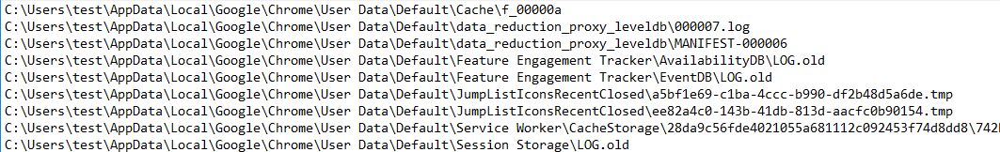 C:\Users\test\AppData\Local\Google\Chrome\User Data\Default\Cache\f_00000a
C:\Users\test\AppData\Local\Google\Chrome\User Data\Default\data_reduction_proxy_leveldb\000007.log
C:\Users\test\AppData\Local\Google\Chrome\User Data\Default\data_reduction_proxy_leveldb\MANIFEST-000006
C:\Users\test\AppData\Local\Google\Chrome\User Data\Default\Feature Engagement Tracker\AvailabilityDB\LOG.old
C:\Users\test\AppData\Local\Google\Chrome\User Data\Default\Feature Engagement Tracker\EventDB\LOG.old
C:\Users\test\AppData\Local\Google\Chrome\User Data\Default\JumpListIconsRecentClosed\a5bf1e69-c1ba-4ccc-b990-df2b48d5a6de.tmp
C:\Users\test\AppData\Local\Google\Chrome\User Data\Default\JumpListIconsRecentClosed\ee82a4c0-143b-41db-813d-aacfc0b90154.tmp
C:\Users\test\AppData\Local\Google\Chrome\User Data\Default\Service Worker\CacheStorage\28da9c56fde4021055a681112c092453f74d8dd8\742
C:\Users\test\AppData\Local\Google\Chrome\User Data\Default\Session Storage\LOG.old